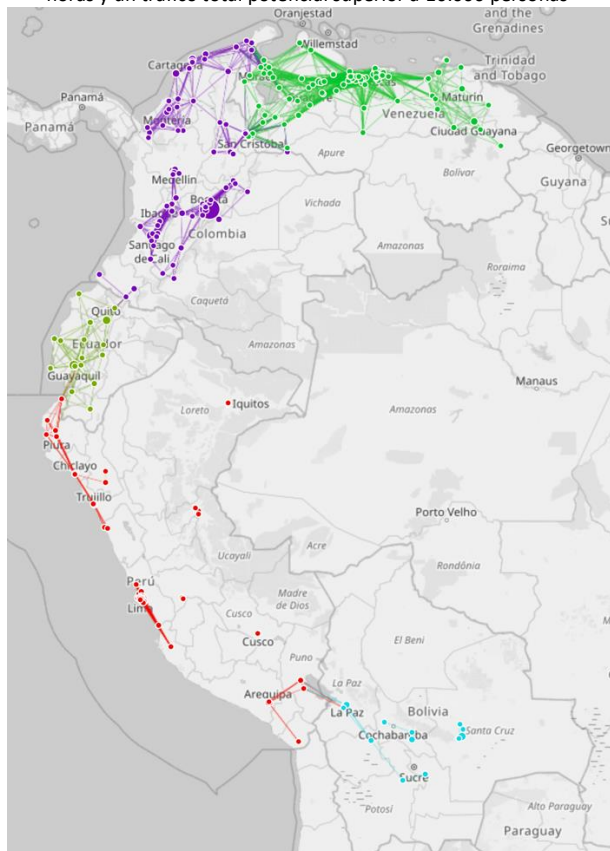 horas y un tráfico total potencial superior a 10.000 personas
Oranjestad
and the
Grenadines
Willemstad
Trinidad
and Tobago
Cartagena
Panamá
Panamá
Montería
Maturín
Venezuela
Ciudad Guayana
San Cristóbal
Apure
Georgetown
Bolívar
Guyana
Medellín
Vichada
Bogotá
Ibagué
Colombia
Amazonas
Santiago
de Cali
Roraima
Caquetá
Quito
Ecuador
Amazonas
Guayaquil
Manaus
Iquitos
Loreto
Amazonas
Piura
Chiclayo
Trujillo
Porto Velho
Acre
Ucayali
Rondônia
Perú
Madre
de Dios
Lima
Cusco
El Beni
Cusco
Puno
La Paz
Arequipa
La Paz
Bolivia
Cochabamba
Santa Cruz
Sucre
Potosí
Alto Paraguay
Paraguay